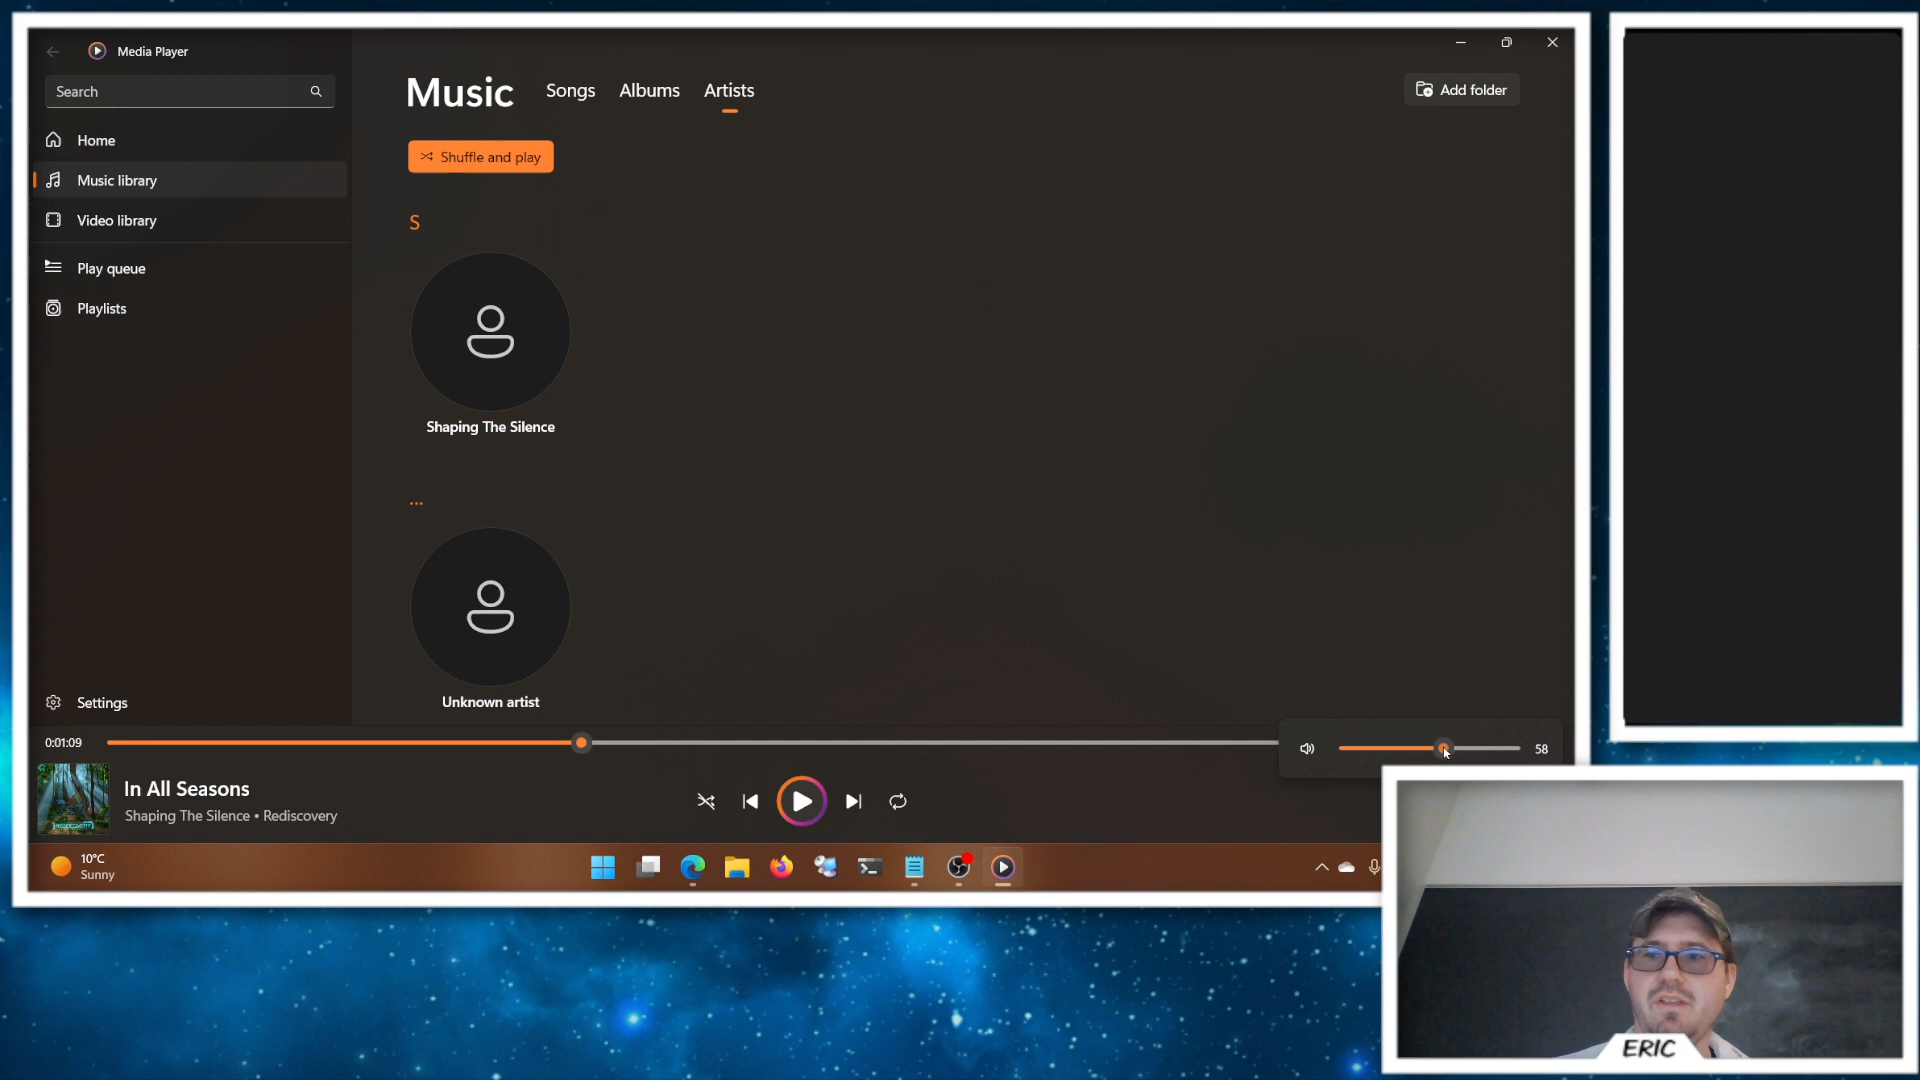 Media Player
Search
Home
Music library
Video library
Play queue
Playlists
Settings
Music
Songs
Albums
Artists
Add folder
Shuffle and play
S
Shaping The Silence
...
Unknown artist
0:01:09
58
In All Seasons
Shaping The Silence • Rediscovery
REDISCOVERY
10°C
Sunny
ERIC